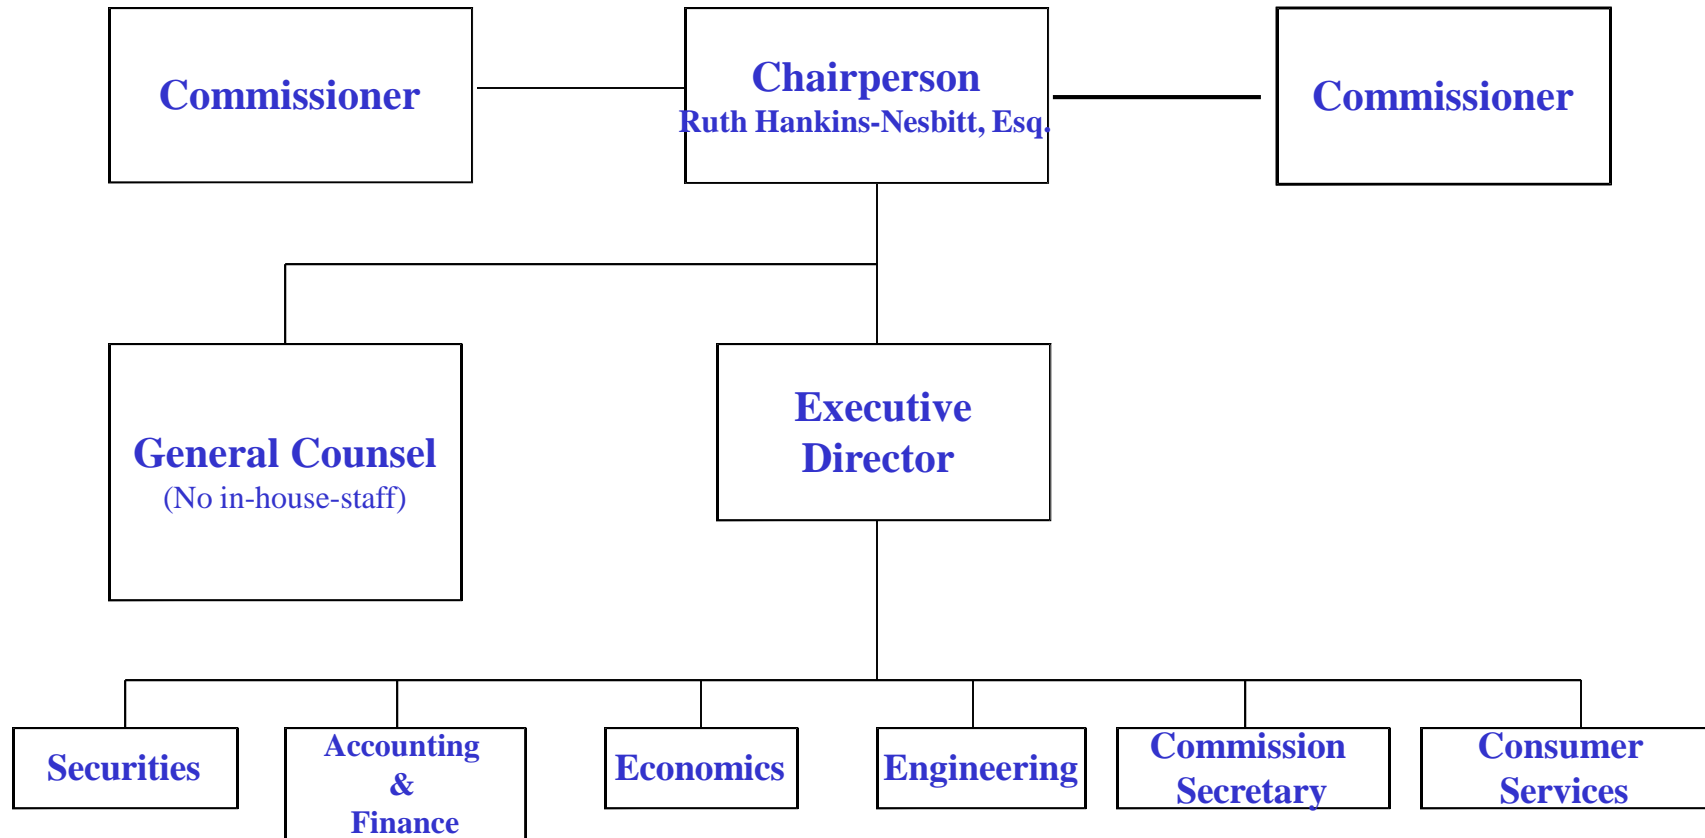 Commissioner
Chairperson
Ruth Hankins-Nesbitt, Esq.
Commissioner
General Counsel
(No in-house-staff)
Executive
Director
Securities
Accounting
&
Finance
Economics
Engineering
Commission
Secretary
Consumer
Services